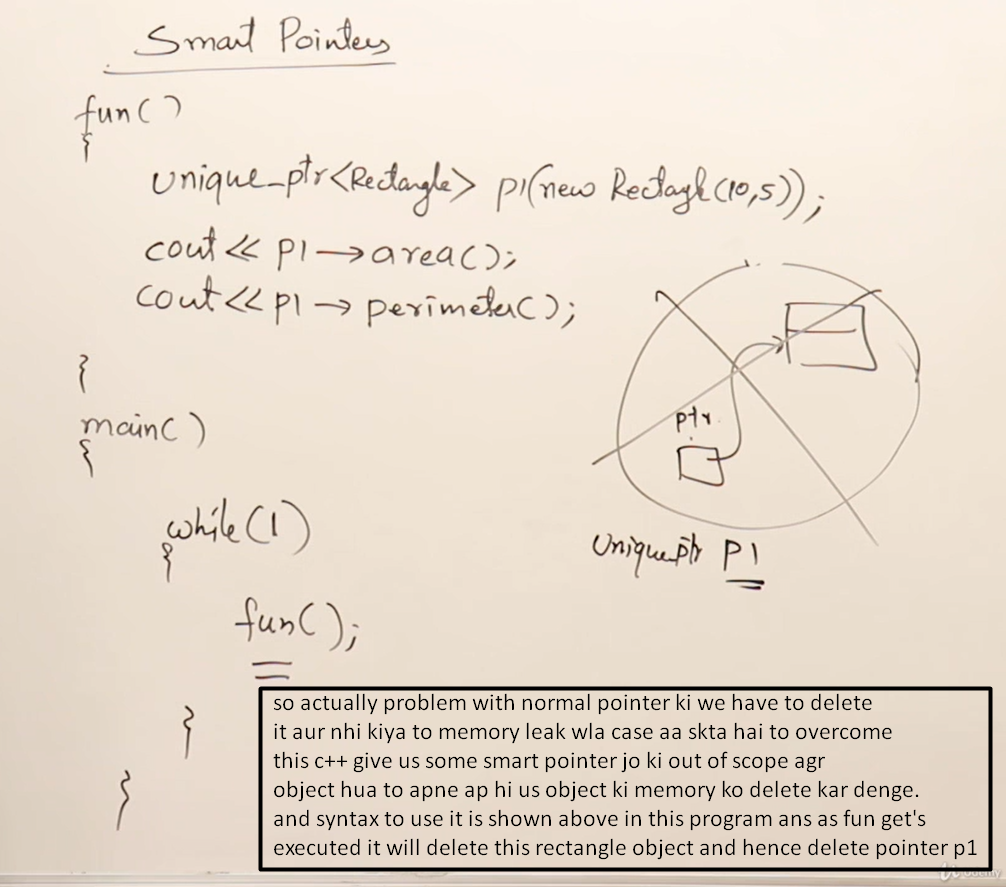 Smart Pointers
fun()
{
unique_ptr<Rectangle> p1(new Rectagle(10,5));
cout<< p1→area();
cout<<p1→perimeter();
}
main()
{
while(1)
{
fun();
}
}
ptr.
Unique_ptr P1
so actually problem with normal pointer ki we have to delete
it aur nhi kiya to memory leak wla case aa skta hai to overcome
this c++ give us some smart pointer jo ki out of scope agr
object hua to apne ap hi us object ki memory ko delete kar denge.
and syntax to use it is shown above in this program ans as fun get's
executed it will delete this rectangle object and hence delete pointer p1
Udemy